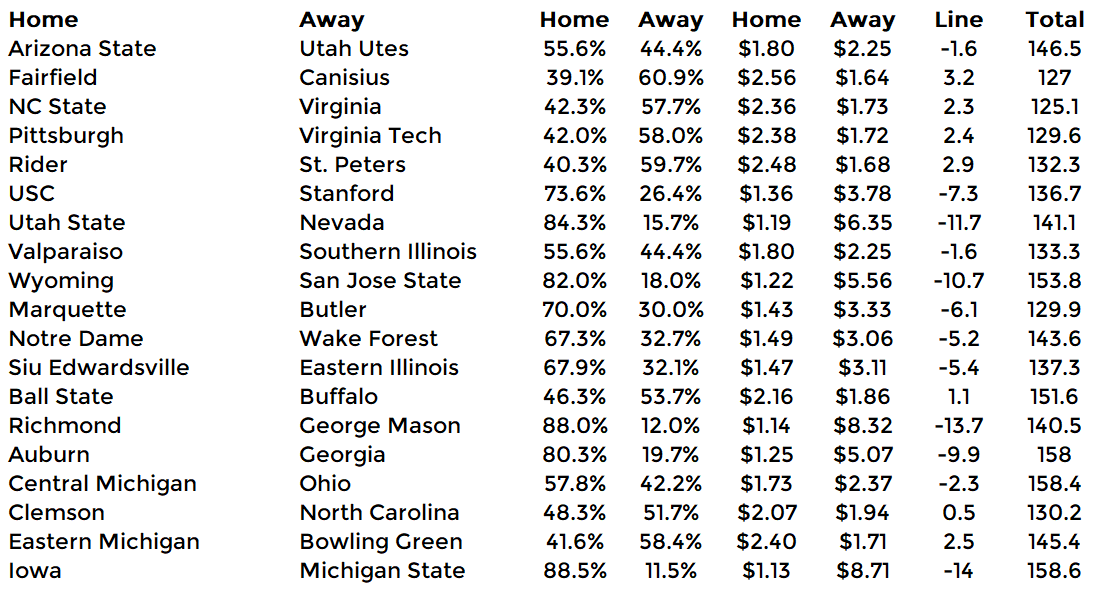 Home Away Home Away Home Away Line Total
Arizona State Utah Utes 55.6% 44.4% $1.80 $2.25 -1.6 146.5
Fairfield Canisius 39.1% 60.9% $2.56 $1.64 3.2 127
NC State Virginia 42.3% 57.7% $2.36 $1.73 2.3 125.1
Pittsburgh Virginia Tech 42.0% 58.0% $2.38 $1.72 2.4 129.6
Rider St. Peters 40.3% 59.7% $2.48 $1.68 2.9 132.3
USC Stanford 73.6% 26.4% $1.36 $3.78 -7.3 136.7
Utah State Nevada 84.3% 15.7% $1.19 $6.35 -11.7 141.1
Valparaiso Southern Illinois 55.6% 44.4% $1.80 $2.25 -1.6 133.3
Wyoming San Jose State 82.0% 18.0% $1.22 $5.56 -10.7 153.8
Marquette Butler 70.0% 30.0% $1.43 $3.33 -6.1 129.9
Notre Dame Wake Forest 67.3% 32.7% $1.49 $3.06 -5.2 143.6
Siu Edwardsville Eastern Illinois 67.9% 32.1% $1.47 $3.11 -5.4 137.3
Ball State Buffalo 46.3% 53.7% $2.16 $1.86 1.1 151.6
Richmond George Mason 88.0% 12.0% $1.14 $8.32 -13.7 140.5
Auburn Georgia 80.3% 19.7% $1.25 $5.07 -9.9 158
Central Michigan Ohio 57.8% 42.2% $1.73 $2.37 -2.3 158.4
Clemson North Carolina 48.3% 51.7% $2.07 $1.94 0.5 130.2
Eastern Michigan Bowling Green 41.6% 58.4% $2.40 $1.71 2.5 145.4
Iowa Michigan State 88.5% 11.5% $1.13 $8.71 -14 158.6